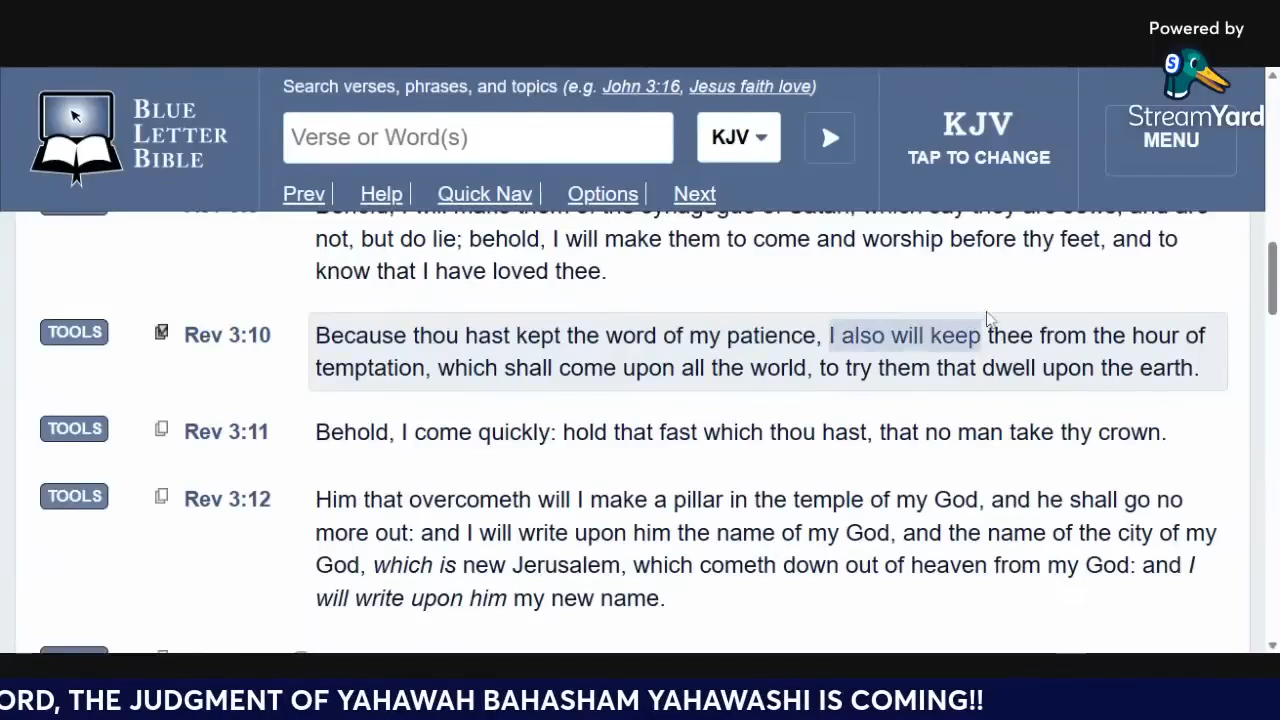 Powered by
StreamYard
BLUE
LETTER
BIBLE
Search verses, phrases, and topics (e.g. John 3:16, Jesus faith love)
Verse or Word(s)
KJV
KJV
TAP TO CHANGE
MENU
Prev
Help
Quick Nav
Options
Next
not, but do lie; behold, I will make them to come and worship before thy feet, and to
know that I have loved thee.
TOOLS
Rev 3:10
Because thou hast kept the word of my patience, I also will keep thee from the hour of
temptation, which shall come upon all the world, to try them that dwell upon the earth.
TOOLS
Rev 3:11
Behold, I come quickly: hold that fast which thou hast, that no man take thy crown.
TOOLS
Rev 3:12
Him that overcometh will I make a pillar in the temple of my God, and he shall go no
more out: and I will write upon him the name of my God, and the name of the city of my
God, which is new Jerusalem, which cometh down out of heaven from my God: and I
will write upon him my new name.
ORD, THE JUDGMENT OF YAHAWAH BAHASHAM YAHAWASHI IS COMING!!